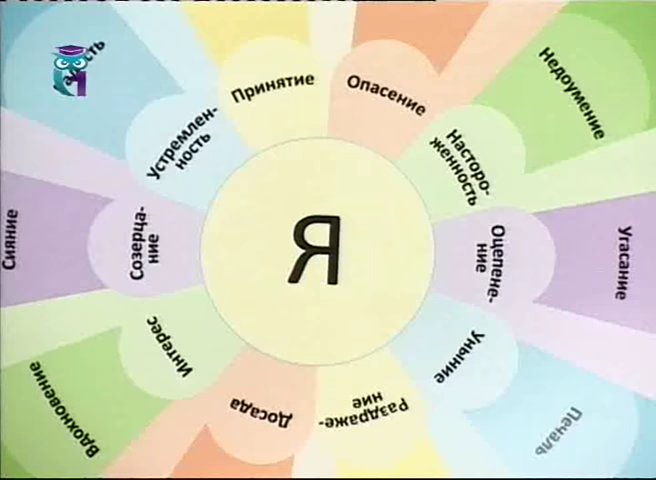 Принятие
Опасение
Недоумение
Насторо-
женность
Оцепене-
ние
Угасание
Уныние
Печаль
Раздраже-
ние
Досада
Интерес
Вдохновение
Созерца-
ние
Сияние
Устремлен-
ность
Я